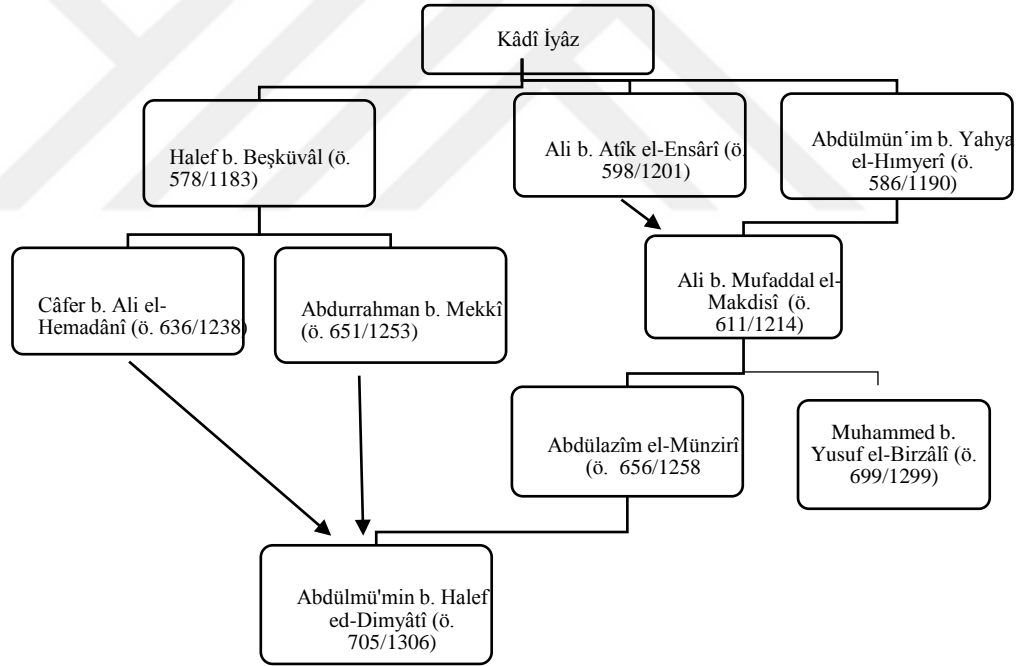 Kâdî İyâz
Halef b. Beşküvâl (ö.
578/1183)
Ali b. Atîk el-Ensârî (ö.
598/1201)
Abdülmün˙im b. Yahya
el-Hımyerî (ö.
586/1190)
Câfer b. Ali el-
Hemadânî (ö. 636/1238)
Abdurrahman b. Mekkî
(ö. 651/1253)
Ali b. Mufaddal el-
Makdisî (ö.
611/1214)
Abdülazîm el-Münzirî
(ö. 656/1258
Muhammed b.
Yusuf el-Birzâlî (ö.
699/1299)
Abdülmü'min b. Halef
ed-Dimyâtî (ö.
705/1306)